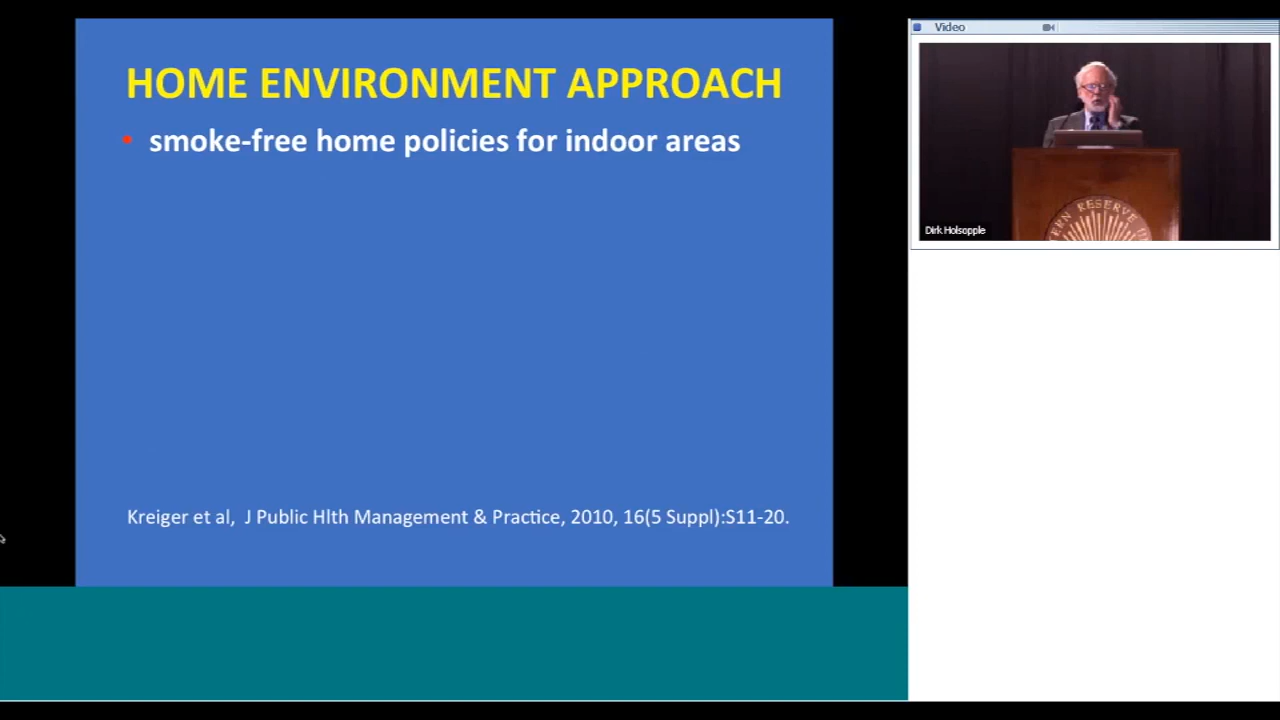 HOME ENVIRONMENT APPROACH
• smoke-free home policies for indoor areas
Kreiger et al,  J Public Hlth Management & Practice, 2010, 16(5 Suppl):S11-20.
Video
RESERVE
Dirk Holsopple